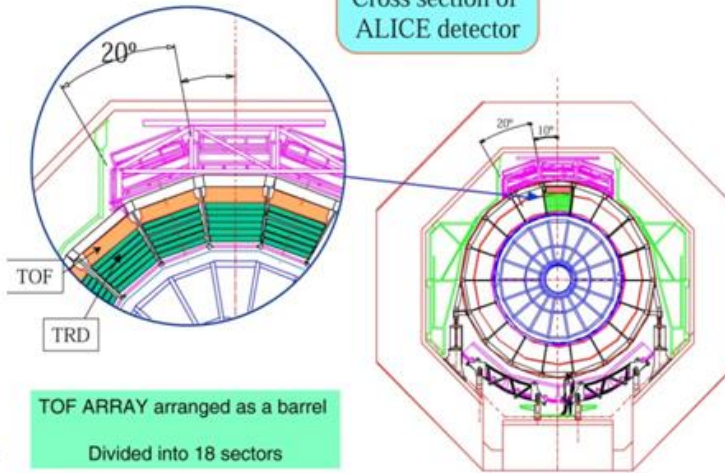 Cross section of
ALICE detector
20º
20º
10º
TOF
TRD
TOF ARRAY arranged as a barrel
Divided into 18 sectors